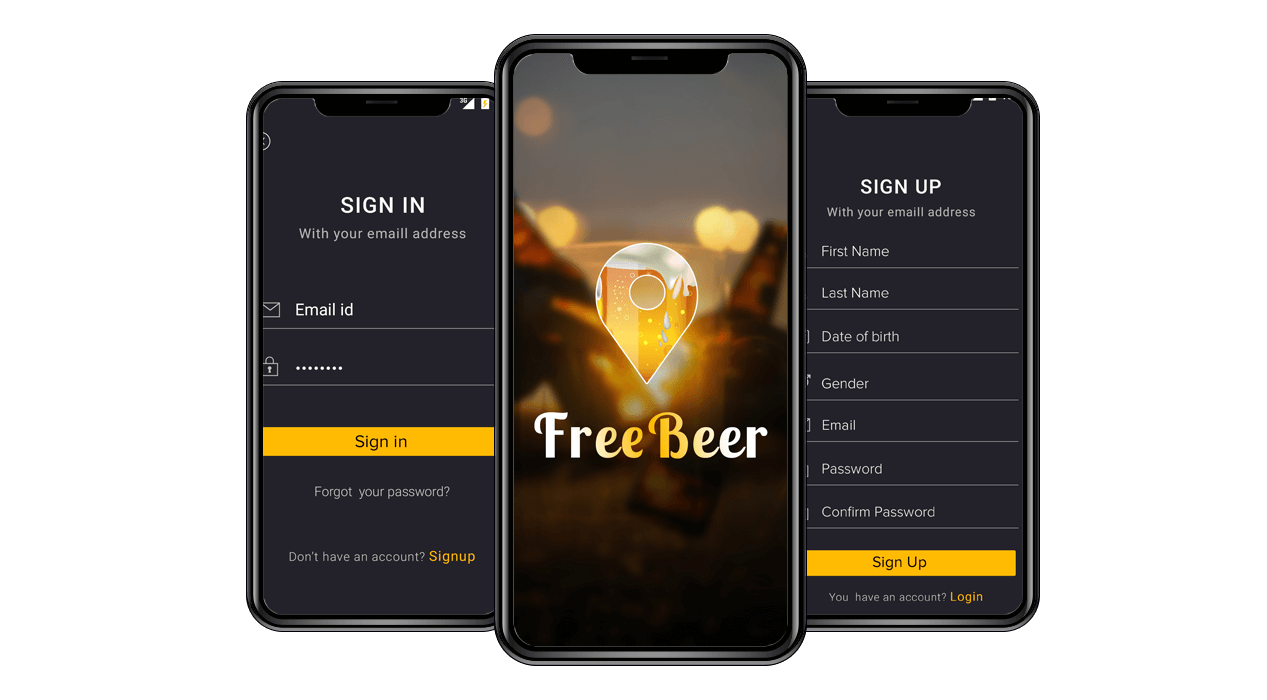 3G
SIGN IN
With your emaill address
Email id
••••••••
Sign in
Forgot your password?
Don't have an account? Signup
FreeBeer
SIGN UP
With your emaill address
First Name
Last Name
Date of birth
Gender
Email
Password
Confirm Password
Sign Up
You have an account? Login